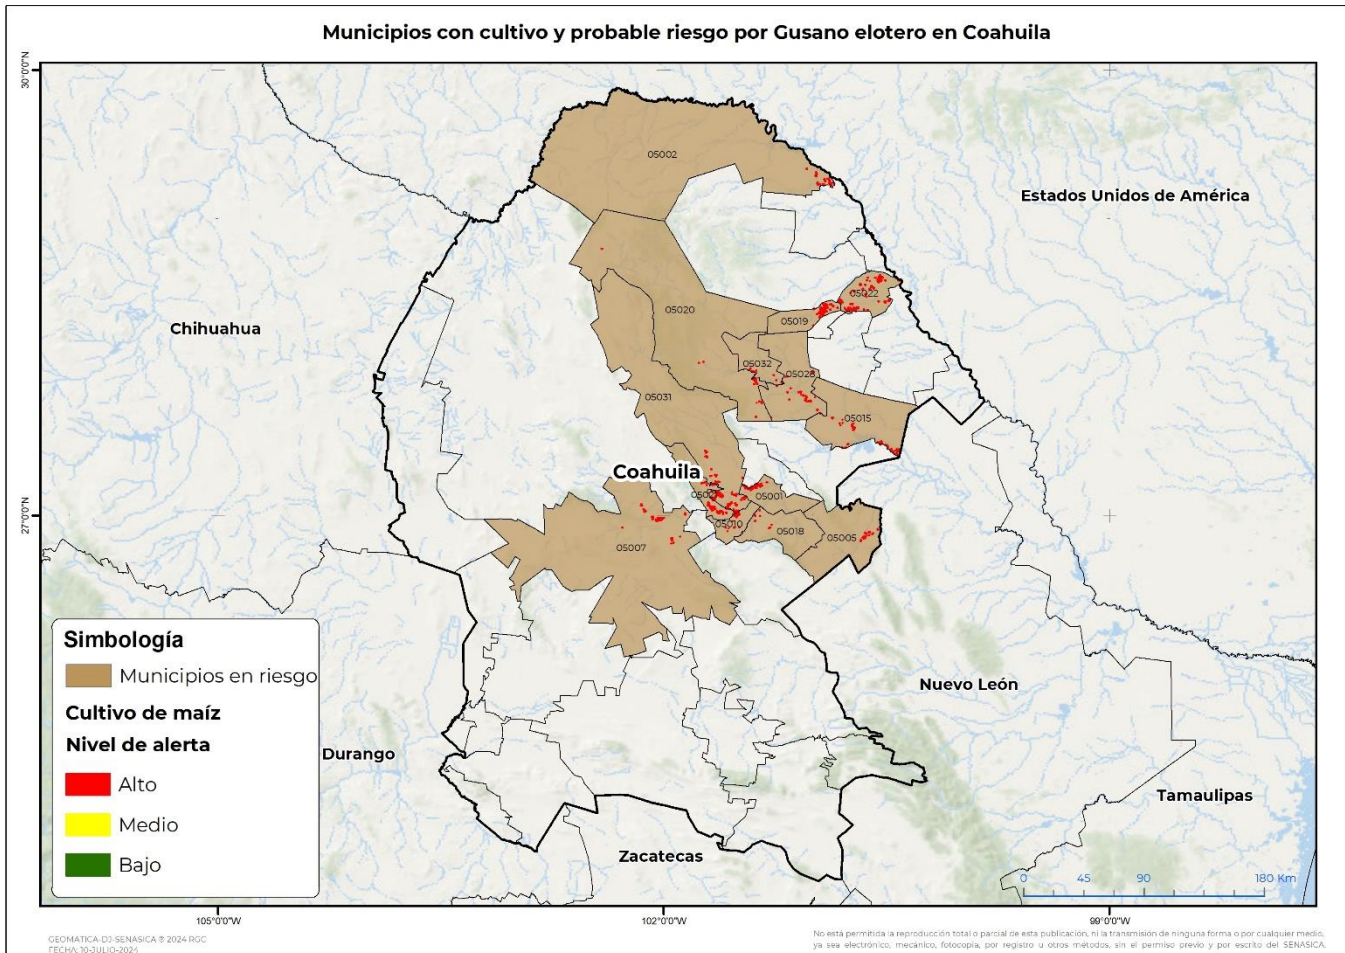 Municipios con cultivo y probable riesgo por Gusano elotero en Coahuila
30°0'0"N
05002
Estados Unidos de América
05022
Chihuahua
05020
05019
05032
05028
05031
05015
Coahuila
05001
27°0'0"N
05010
05018
05005
05007
Simbología
Municipios en riesgo
Cultivo de maíz
Nivel de alerta
Alto
Medio
Bajo
Nuevo León
Durango
Tamaulipas
Zacatecas
0 45 90 180 Km
105°0'0"W 102°0'0"W 99°0'0"W
GEOMATICA-DJ-SENASICA ® 2024 RGC
FECHA: 10-JULIO-2024
No está permitida la reproducción total o parcial de esta publicación, ni la transmisión de ninguna forma o por cualquier medio,
ya sea electrónico, mecánico, fotocopia, por registro u otros métodos, sin el permiso previo y por escrito del SENASICA.